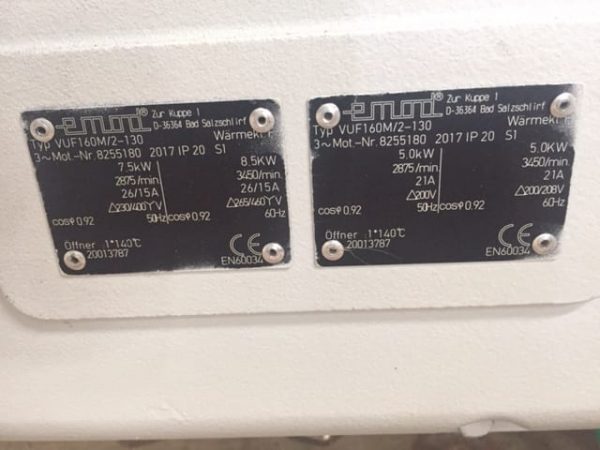 emod® Zur Kuppe 1
D-36364 Bad Salzschlirf
Typ VUF160M/2-130 Wärmekl. F
3~Mot.-Nr. 8255180 2017 IP 20 S1
7.5kW 8.5KW
2875/min 3450/min
26/15A 26/15A
△230/400YV △265/460YV
cosφ 0.92 50Hz cosφ 0.92 60Hz
Öffner :1*140℃
20013787
CE
EN60034
emod® Zur Kuppe 1
D-36364 Bad Salzschlirf
Typ VUF160M/2-130 Wärmekl.
3~Mot.-Nr. 8255180 2017 IP 20 S1
5.0kW 5.0KW
2875/min 3450/min
21A 21A
△200V △200/208V
cosφ 0.92 50Hz cosφ 0.92 60Hz
Öffner :1*140℃
20013787
CE
EN60034